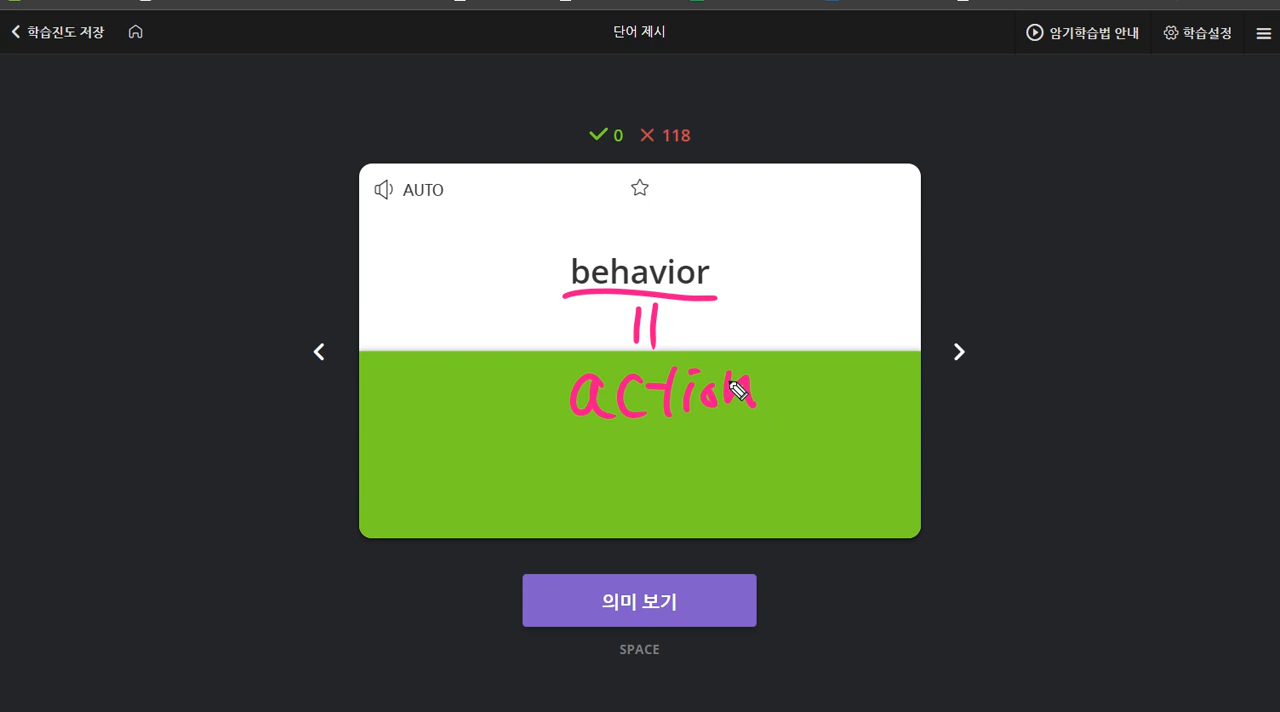 학습진도 저장
단어 제시
암기학습법 안내
학습설정
0 118
AUTO
behavior
action
의미 보기
SPACE